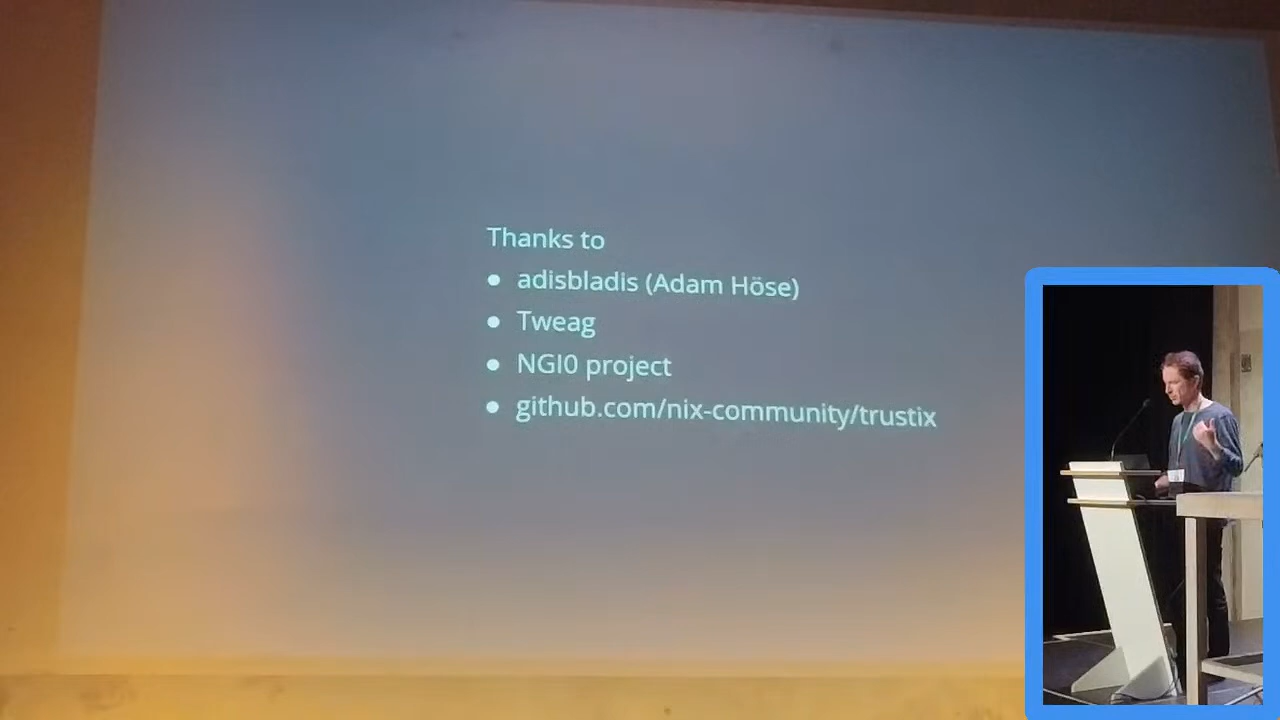 Thanks to
● adisbladis (Adam Höse)
● Tweag
● NGI0 project
● github.com/nix-community/trustix